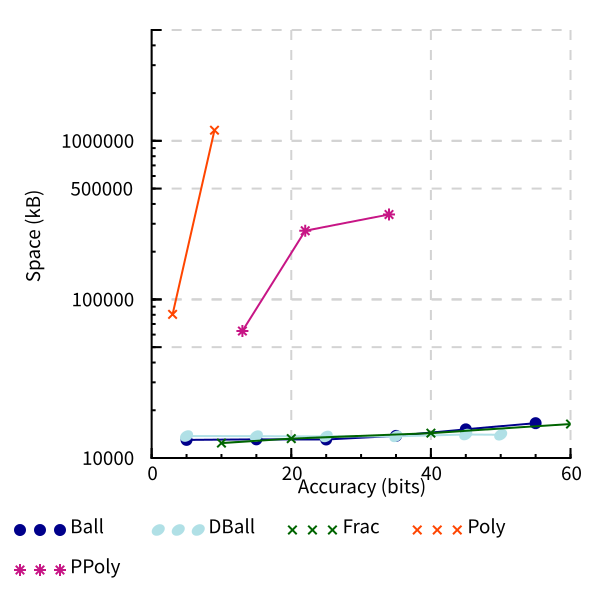 Space (kB)
1000000
500000
100000
10000
0 20 40 60
Accuracy (bits)
Ball DBall Frac Poly
PPoly